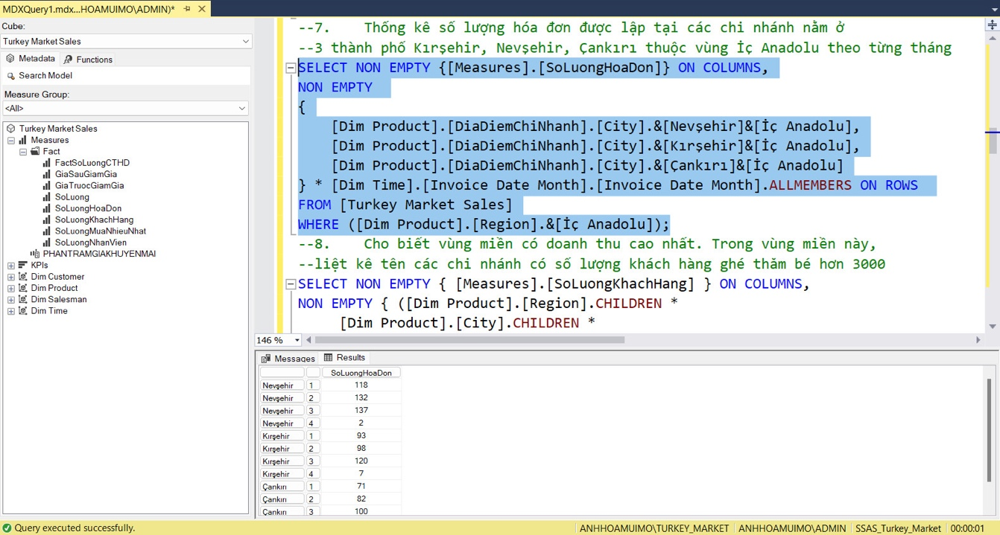 MDXQuery1.mdx...HOAMUIMO\ADMIN)*
Cube:
Turkey Market Sales
Metadata
Functions
Search Model
Measure Group:
<All>
Turkey Market Sales
Measures
Fact
FactSoLuongCTHD
GiaSauGiamGia
GiaTruocGiamGia
SoLuong
SoLuongHoaDon
SoLuongKhachHang
SoLuongMuaNhieuNhat
SoLuongNhanVien
PHANTRAMGIAKHUYENMAI
KPIs
Dim Customer
Dim Product
Dim Salesman
Dim Time
--7. Thống kê số lượng hóa đơn được lập tại các chi nhánh nằm ở
--3 thành phố Kırşehir, Nevşehir, Çankırı thuộc vùng İç Anadolu theo từng tháng
SELECT NON EMPTY {[Measures].[SoLuongHoaDon]} ON COLUMNS,
NON EMPTY
{
[Dim Product].[DiaDiemChiNhanh].[City].&[Nevşehir]&[İç Anadolu],
[Dim Product].[DiaDiemChiNhanh].[City].&[Kırşehir]&[İç Anadolu],
[Dim Product].[DiaDiemChiNhanh].[City].&[Çankırı]&[İç Anadolu]
} * [Dim Time].[Invoice Date Month].[Invoice Date Month].ALLMEMBERS ON ROWS
FROM [Turkey Market Sales]
WHERE ([Dim Product].[Region].&[İç Anadolu]);
--8. Cho biết vùng miền có doanh thu cao nhất. Trong vùng miền này,
--liệt kê tên các chi nhánh có số lượng khách hàng ghé thăm bé hơn 3000
SELECT NON EMPTY { [Measures].[SoLuongKhachHang] } ON COLUMNS,
NON EMPTY { ([Dim Product].[Region].CHILDREN *
[Dim Product].[City].CHILDREN *
146 %
Messages
Results
SoLuongHoaDon
Nevşehir 1 118
Nevşehir 2 132
Nevşehir 3 137
Nevşehir 4 2
Kırşehir 1 93
Kırşehir 2 98
Kırşehir 3 120
Kırşehir 4 7
Çankırı 1 71
Çankırı 2 82
Çankırı 3 100
Query executed successfully.
ANHHOAMUIMO\TURKEY_MARKET
ANHHOAMUIMO\ADMIN
SSAS_Turkey_Market
00:00:01